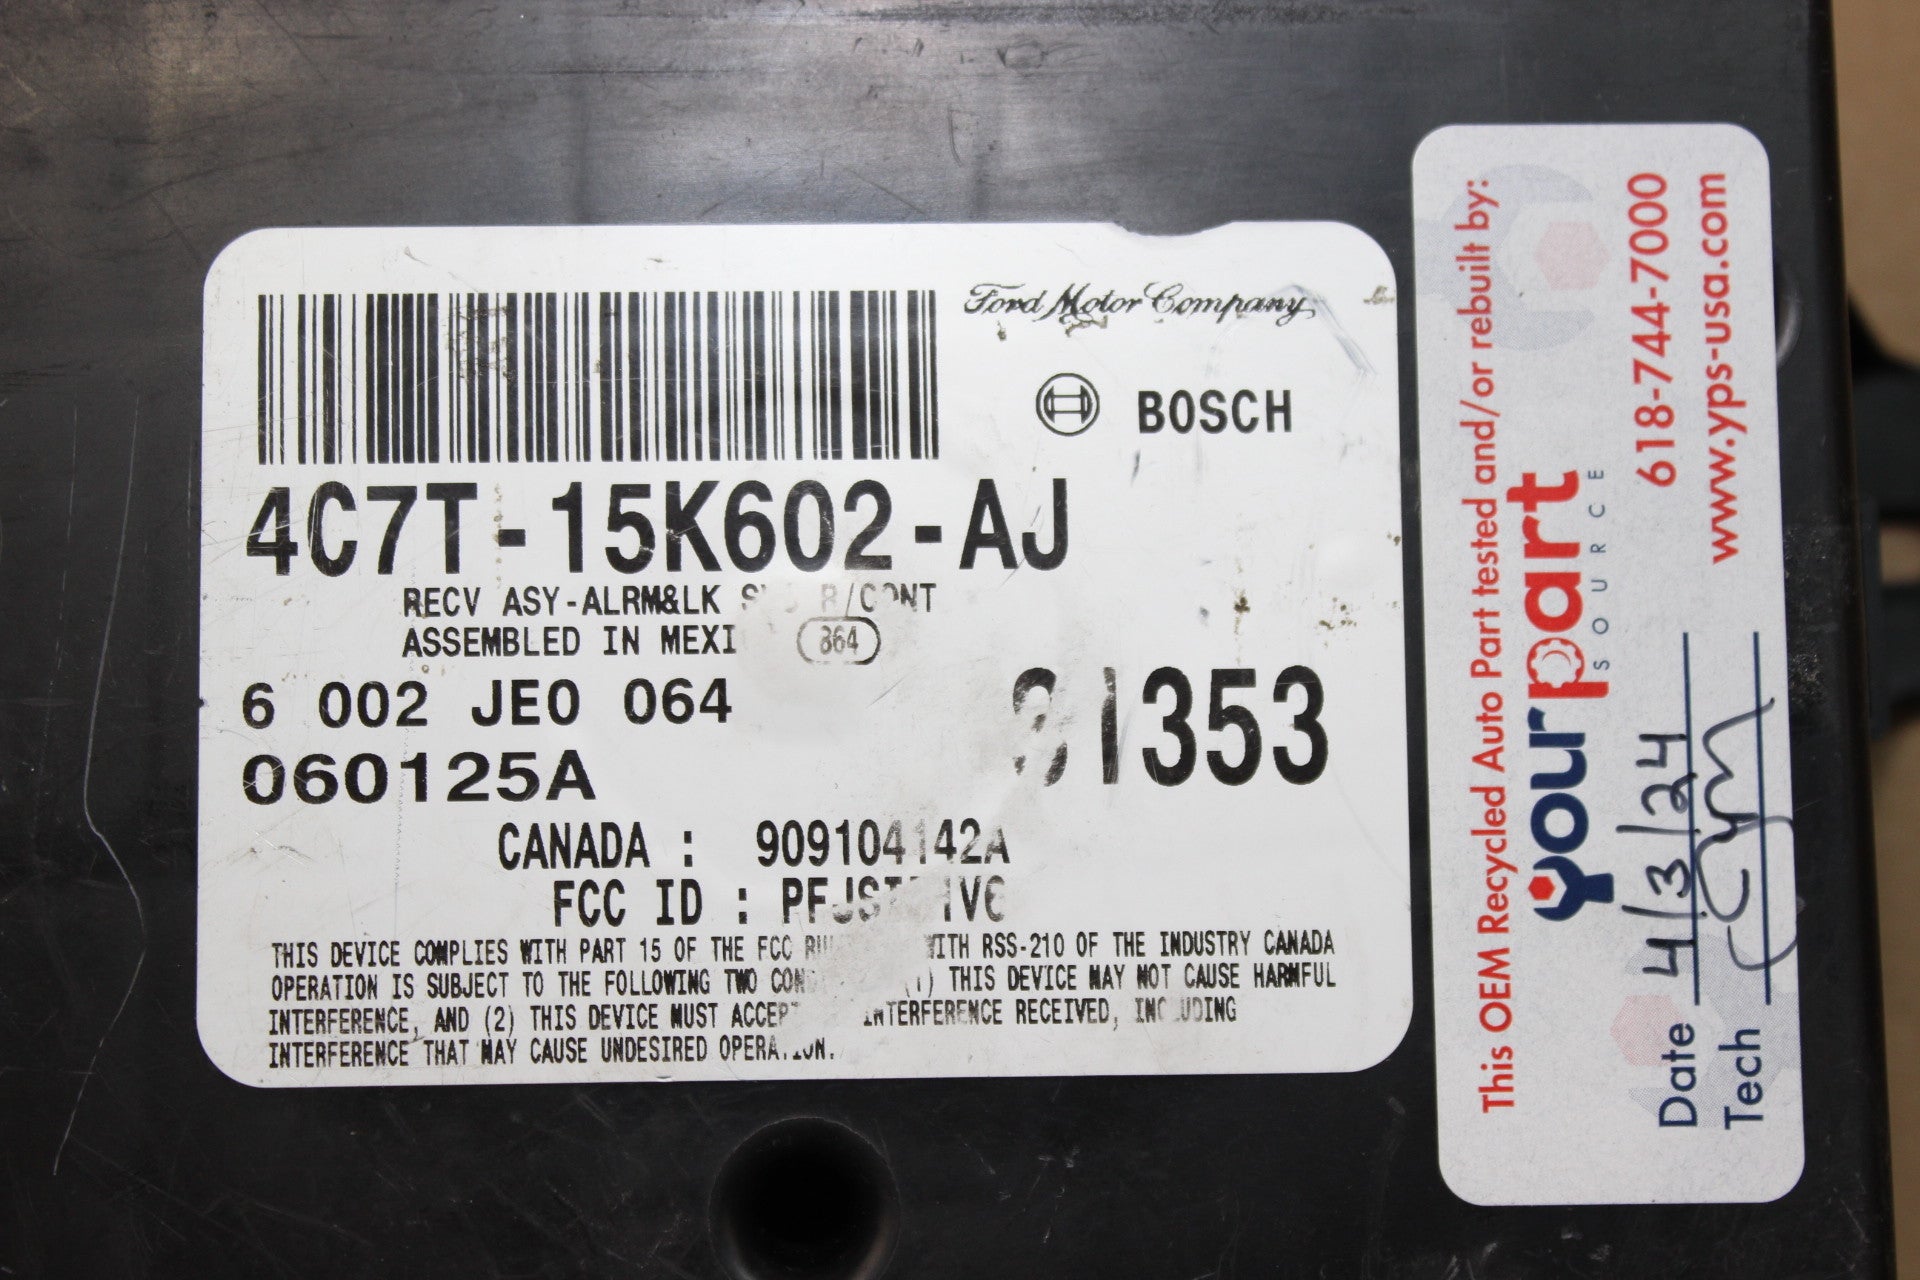 Ford Motor Company
BOSCH
4C7T-15K602-AJ
RECV ASY-ALRM&LK R/CONT
ASSEMBLED IN 864
6 002 JE0 064
060125A
CANADA : 909104142A
FCC ID :
THIS DEVICE COMPLIES WITH PART 15 OF THE FCC WITH RSS-210 OF THE INDUSTRY CANADA
OPERATION IS SUBJECT TO THE FOLLOWING TWO (1) THIS DEVICE MAY NOT CAUSE HARMFUL
INTERFERENCE, AND (2) THIS DEVICE MUST ACCEPT INTERFERENCE RECEIVED, INCLUDING
INTERFERENCE THAT MAY CAUSE UNDESIRED OPERATION.
This OEM Recycled Auto Part tested and/or rebuilt by:
yourpart
SOURCE
618-744-7000
www.yps-usa.com
Date 4/3/24
Tech